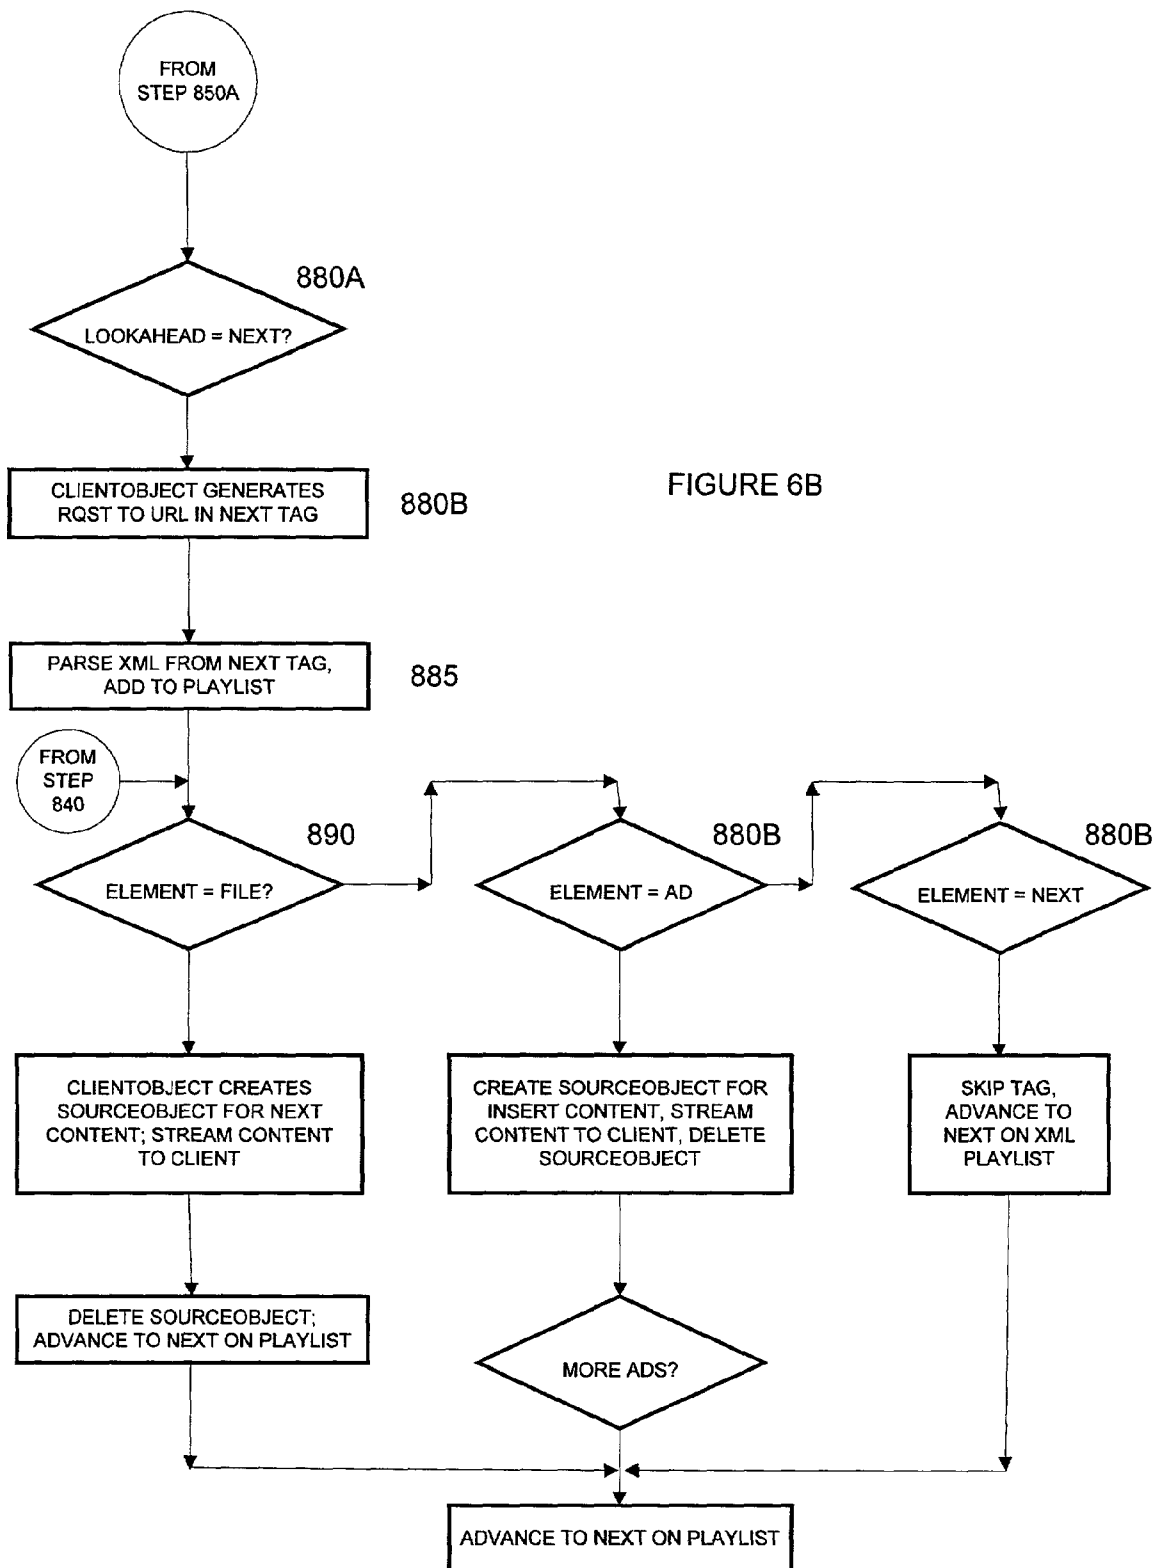 FROM
STEP 850A
880A
LOOKAHEAD = NEXT?
CLIENTOBJECT GENERATES
RQST TO URL IN NEXT TAG
880B
FIGURE 6B
PARSE XML FROM NEXT TAG,
ADD TO PLAYLIST
885
FROM
STEP
840
890
ELEMENT = FILE?
880B
ELEMENT = AD
880B
ELEMENT = NEXT
CLIENTOBJECT CREATES
SOURCEOBJECT FOR NEXT
CONTENT; STREAM CONTENT
TO CLIENT
CREATE SOURCEOBJECT FOR
INSERT CONTENT, STREAM
CONTENT TO CLIENT, DELETE
SOURCEOBJECT
SKIP TAG,
ADVANCE TO
NEXT ON XML
PLAYLIST
DELETE SOURCEOBJECT;
ADVANCE TO NEXT ON PLAYLIST
MORE ADS?
ADVANCE TO NEXT ON PLAYLIST